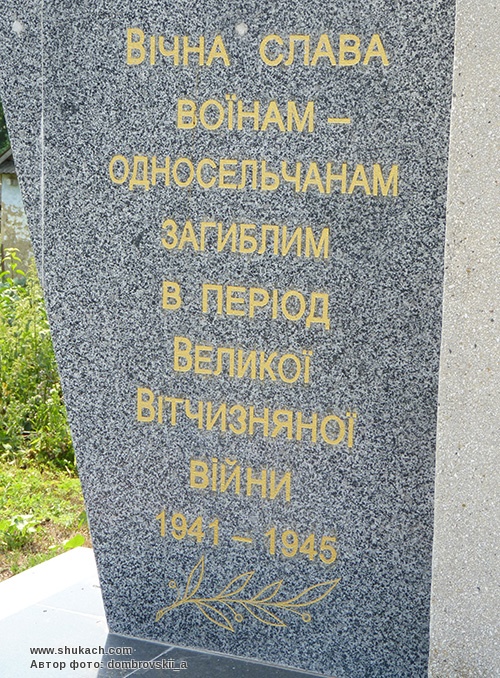 Вічна слава
воїнам –
односельчанам
загиблим
в період
Великої
Вітчизняної
війни
1941 – 1945
www.shukach.com
Автор фото: dombrovskii_a